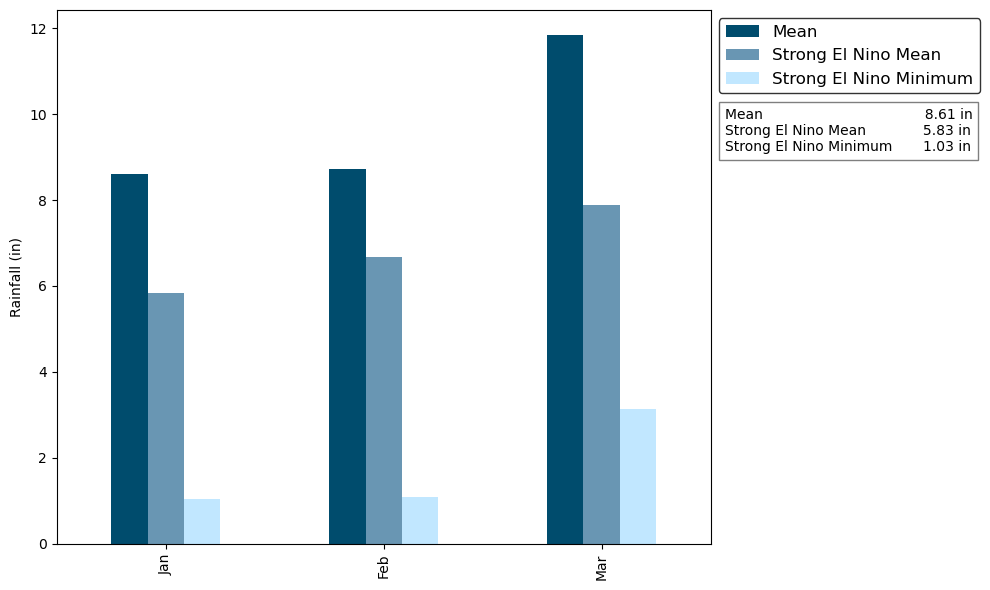 12
10
8
6
4
2
0
Rainfall (in)
Jan
Feb
Mar
Mean
Strong El Nino Mean
Strong El Nino Minimum
Mean 8.61 in
Strong El Nino Mean 5.83 in
Strong El Nino Minimum 1.03 in